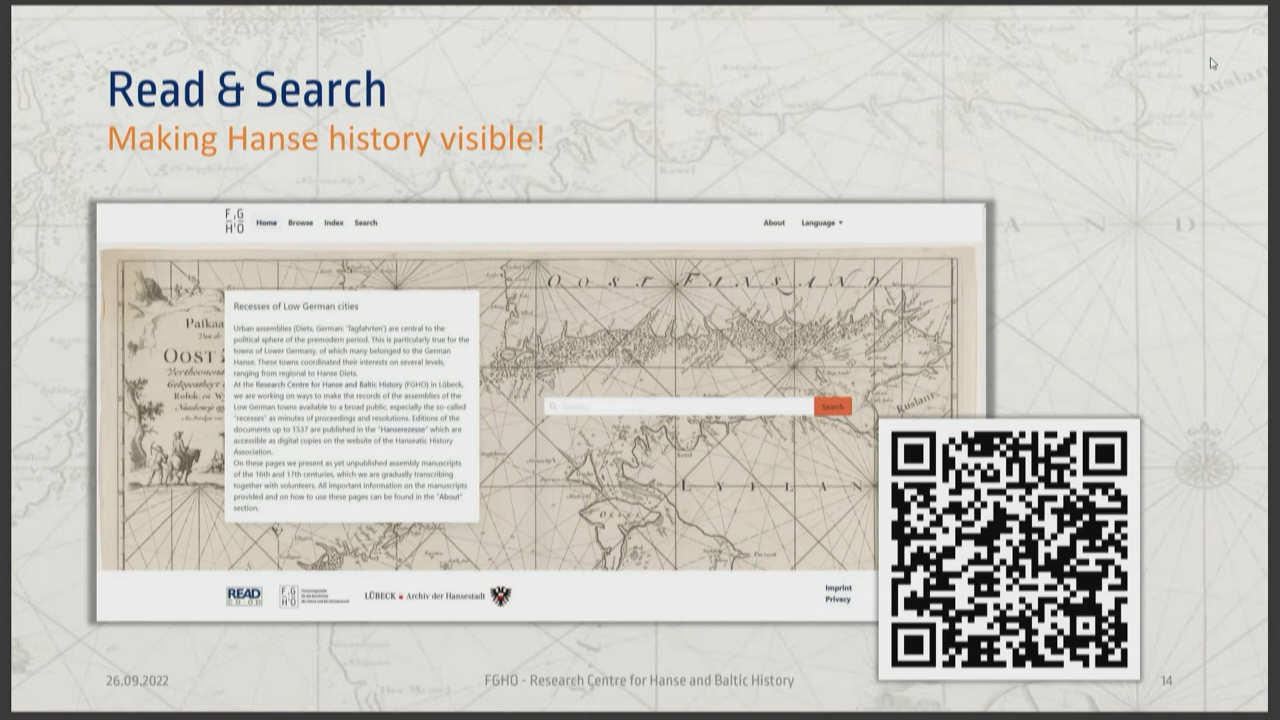 Read & Search
Making Hanse history visible!
Ruslan
F G
H O
Home Browse Index Search
About Language
Paskaa
OOST
OOST FINLAND
Recesses of Low German cities
Urban assemblies (Diets, German: 'Tagfahrten') are central to the
political sphere of the premodern period. This is particularly true for the
towns of Lower Germany, of which many belonged to the German
Hanse. These towns coordinated their interests on several levels,
ranging from regional to Hanse Diets.
At the Research Centre for Hanse and Baltic History (FGHO) in Lübeck,
we are working on ways to make the records of the assemblies of the
Low German towns available to a broad public, especially the so-called
"recesses" as minutes of proceedings and resolutions. Editions of the
documents up to 1537 are published in the "Hanserezesse" which are
accessible as digital copies on the website of the Hanseatic History
Association.
On these pages we present as yet unpublished assembly manuscripts
of the 16th and 17th centuries, which we are gradually transcribing
together with volunteers. All important information on the manuscripts
provided and on how to use these pages can be found in the "About"
section.
Search
Ruslant
A N D
LYFLAN
READ
COOP
F G
H O
LÜBECK Archiv der Hansestadt
Imprint
Privacy
26.09.2022
FGHO - Research Centre for Hanse and Baltic History
14